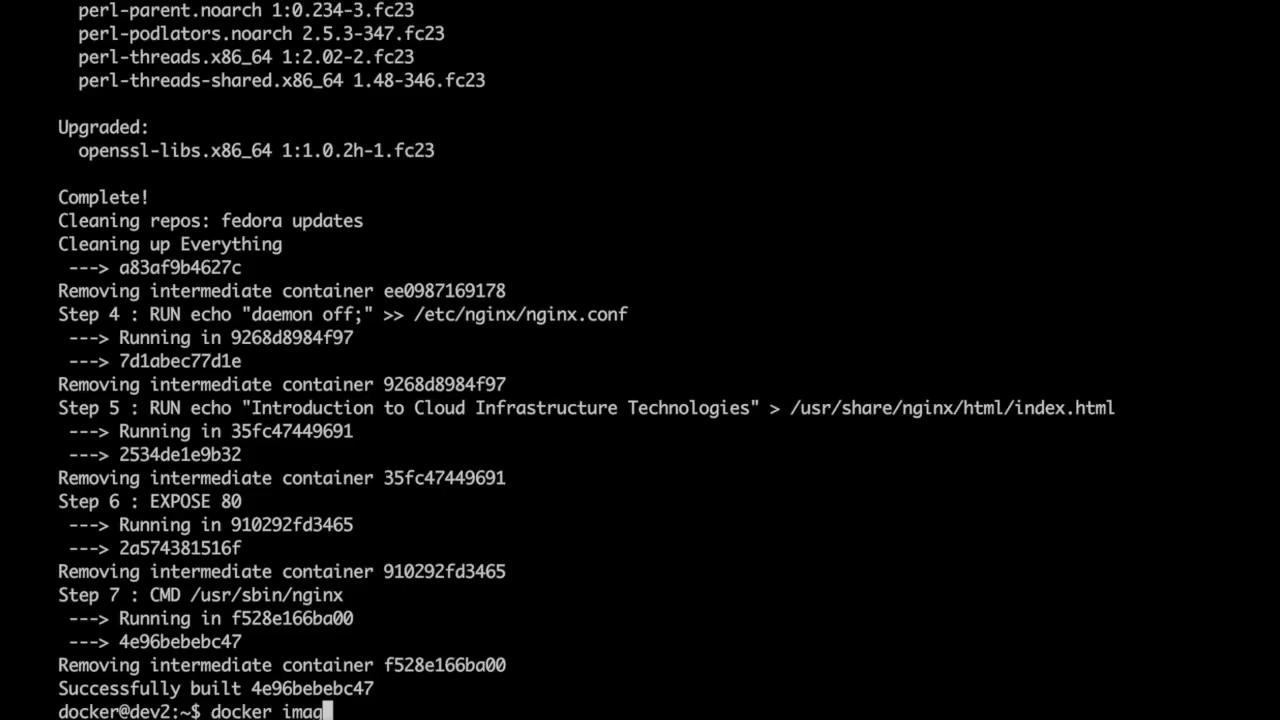 perl-parent.noarch 1:0.234-3.fc23
perl-podlators.noarch 2.5.3-347.fc23
perl-threads.x86_64 1:2.02-2.fc23
perl-threads-shared.x86_64 1.48-346.fc23
Upgraded:
openssl-libs.x86_64 1:1.0.2h-1.fc23
Complete!
Cleaning repos: fedora updates
Cleaning up Everything
---> a83af9b4627c
Removing intermediate container ee0987169178
Step 4 : RUN echo "daemon off;" >> /etc/nginx/nginx.conf
---> Running in 9268d8984f97
---> 7d1abec77d1e
Removing intermediate container 9268d8984f97
Step 5 : RUN echo "Introduction to Cloud Infrastructure Technologies" > /usr/share/nginx/html/index.html
---> Running in 35fc47449691
---> 2534de1e9b32
Removing intermediate container 35fc47449691
Step 6 : EXPOSE 80
---> Running in 910292fd3465
---> 2a574381516f
Removing intermediate container 910292fd3465
Step 7 : CMD /usr/sbin/nginx
---> Running in f528e166ba00
---> 4e96bebebc47
Removing intermediate container f528e166ba00
Successfully built 4e96bebebc47
docker@dev2:~$ docker imag